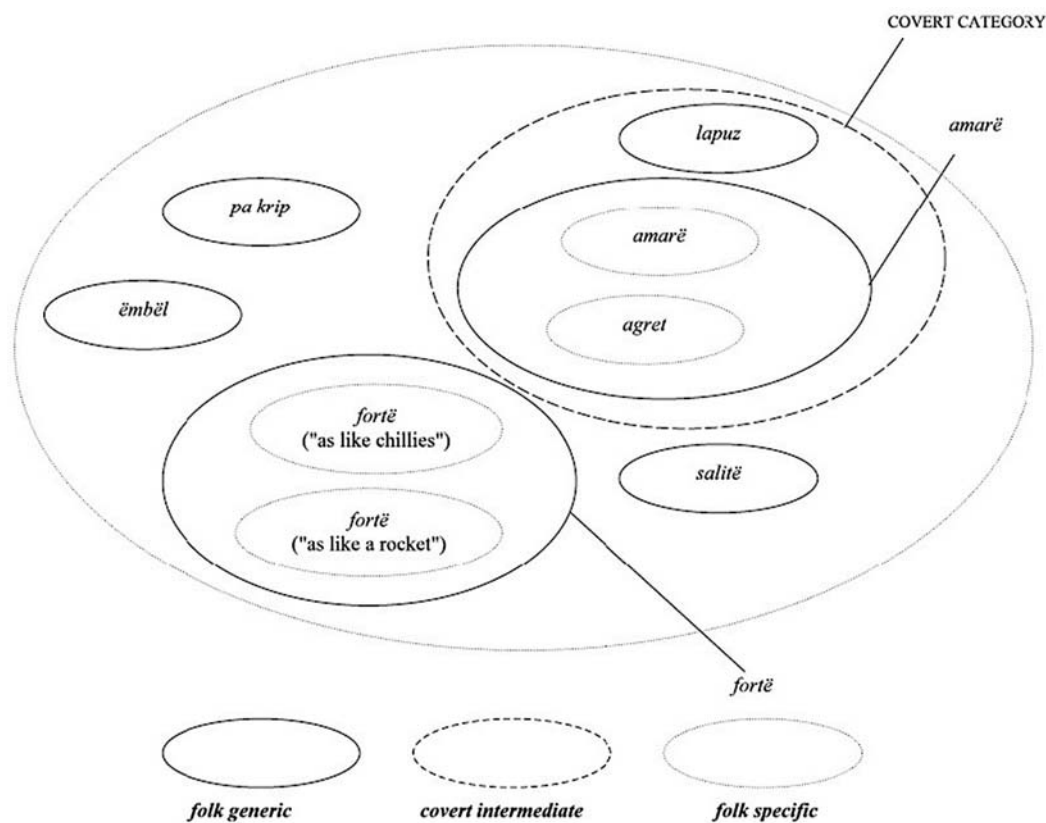 COVERT CATEGORY
lapuz
amarë
pa krip
amarë
ëmbël
agret
fortë
("as like chillies")
salitë
fortë
("as like a rocket")
fortë
folk generic
covert intermediate
folk specific